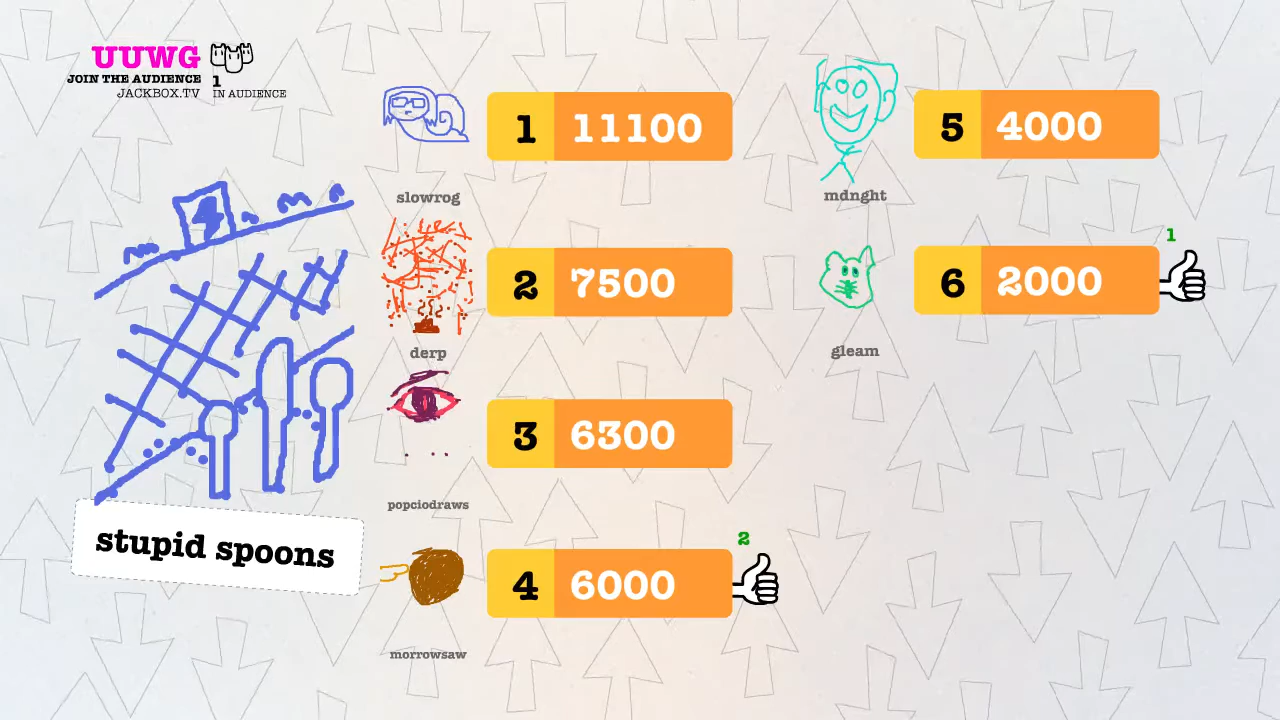 UUWG
JOIN THE AUDIENCE
JACKBOX.TV
1
IN AUDIENCE
stupid spoons
1 11100
slowrog
2 7500
derp
3 6300
popciodraws
4 6000
2
morrowsaw
5 4000
mdnght
6 2000
1
gleam